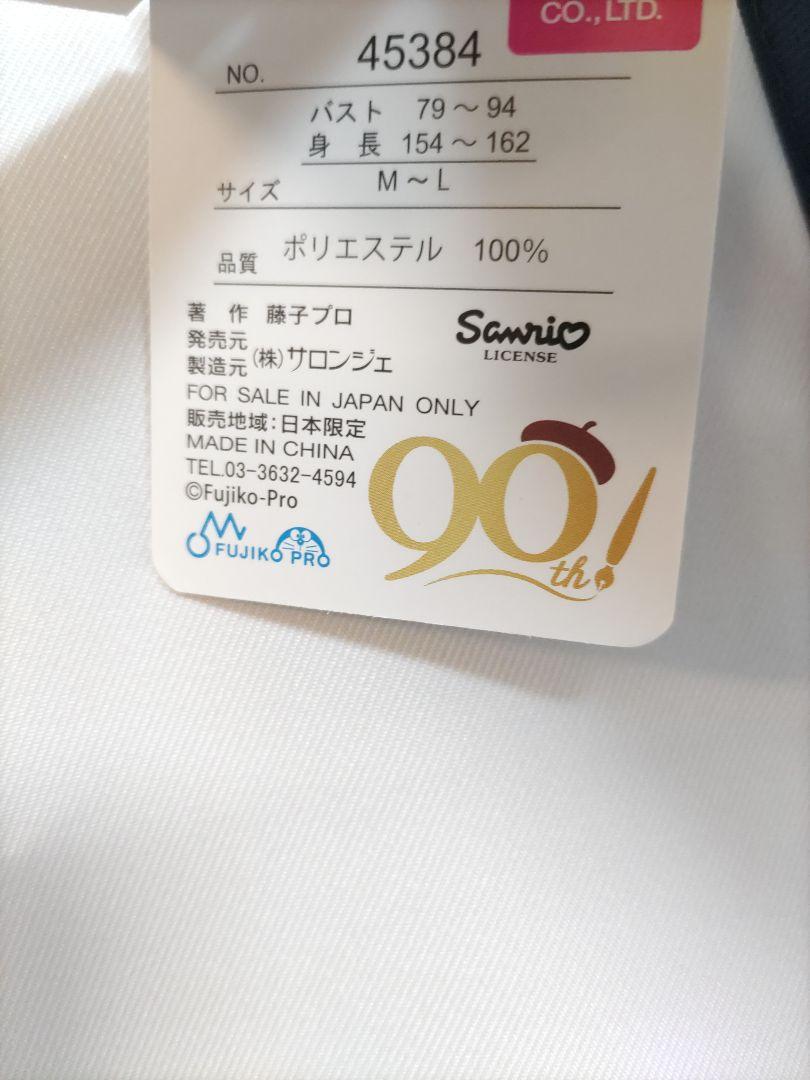 CO.,LTD.
NO. 45384
バスト 79～94
身 長 154～162
サイズ M～L
品質 ポリエステル 100%
著 作 藤子プロ
発売元
製造元 (株)サロンジェ
Sanrio
LICENSE
FOR SALE IN JAPAN ONLY
販売地域:日本限定
MADE IN CHINA
TEL.03-3632-4594
©Fujiko-Pro
FUJIKO PRO
90th!